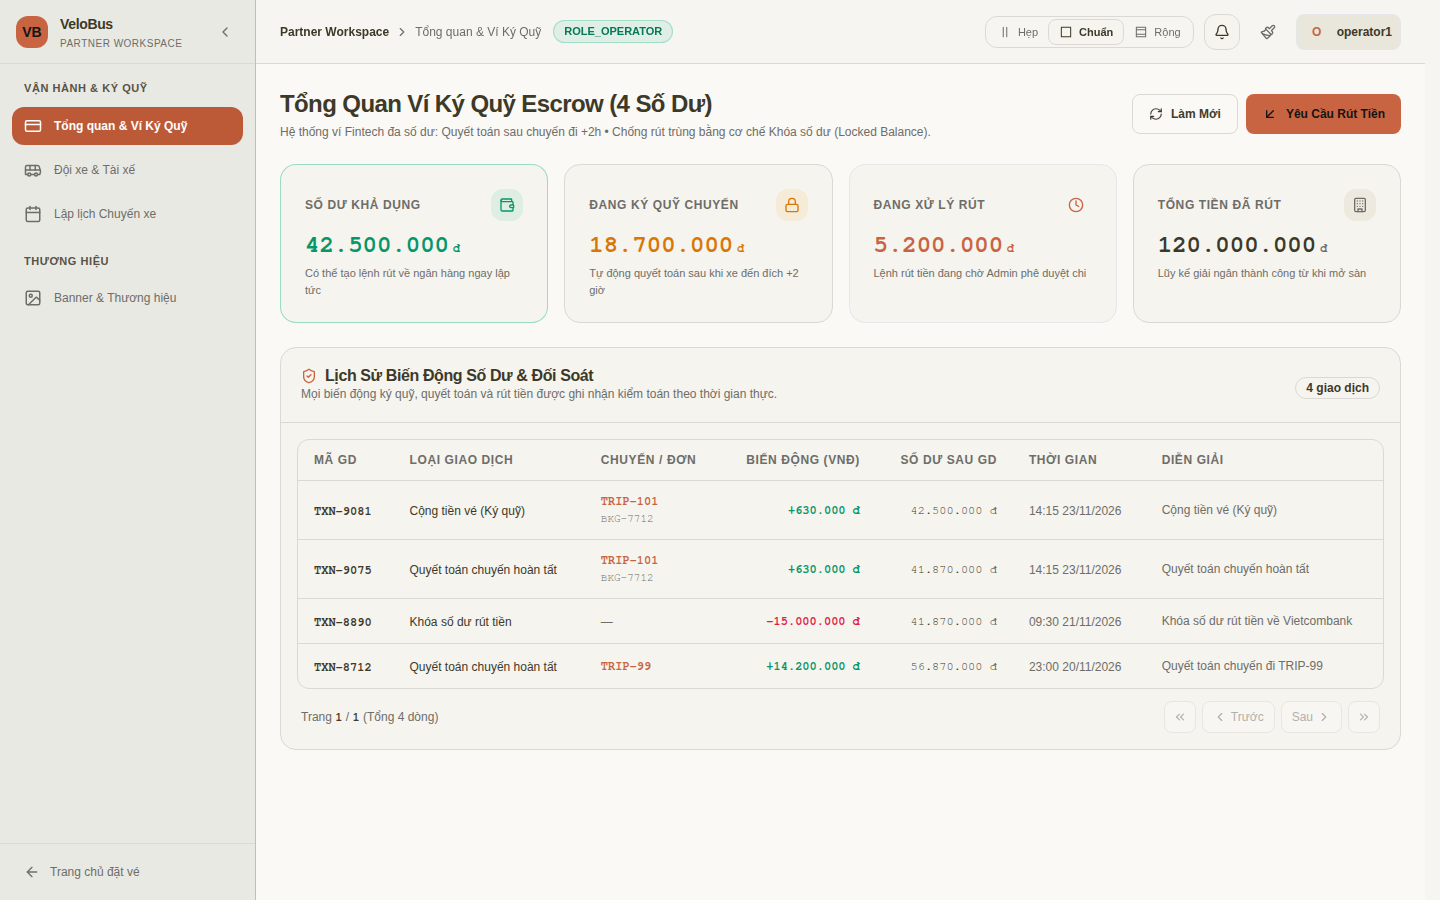 VB
VeloBus
PARTNER WORKSPACE
VẬN HÀNH & KÝ QUỸ
Tổng quan & Ví Ký Quỹ
Đội xe & Tài xế
Lập lịch Chuyến xe
THƯƠNG HIỆU
Banner & Thương hiệu
Trang chủ đặt vé
Partner Workspace
Tổng quan & Ví Ký Quỹ
ROLE_OPERATOR
Hẹp
Chuẩn
Rộng
O
operator1
Tổng Quan Ví Ký Quỹ Escrow (4 Số Dư)
Hệ thống ví Fintech đa số dư: Quyết toán sau chuyến đi +2h • Chống rút trùng bằng cơ chế Khóa số dư (Locked Balance).
Làm Mới
Yêu Cầu Rút Tiền
SỐ DƯ KHẢ DỤNG
42.500.000 đ
Có thể tạo lệnh rút về ngân hàng ngay lập
tức
ĐANG KÝ QUỸ CHUYẾN
18.700.000 đ
Tự động quyết toán sau khi xe đến đích +2
giờ
ĐANG XỬ LÝ RÚT
5.200.000 đ
Lệnh rút tiền đang chờ Admin phê duyệt chi
TỔNG TIỀN ĐÃ RÚT
120.000.000 đ
Lũy kế giải ngân thành công từ khi mở sàn
Lịch Sử Biến Động Số Dư & Đối Soát
Mọi biến động ký quỹ, quyết toán và rút tiền được ghi nhận kiểm toán theo thời gian thực.
4 giao dịch
MÃ GD LOẠI GIAO DỊCH CHUYẾN / ĐƠN BIẾN ĐỘNG (VNĐ) SỐ DƯ SAU GD THỜI GIAN DIỄN GIẢI
TXN-9081 Cộng tiền vé (Ký quỹ) TRIP-101 +630.000 đ 42.500.000 đ 14:15 23/11/2026 Cộng tiền vé (Ký quỹ)
BKG-7712
TXN-9075 Quyết toán chuyến hoàn tất TRIP-101 +630.000 đ 41.870.000 đ 14:15 23/11/2026 Quyết toán chuyến hoàn tất
BKG-7712
TXN-8890 Khóa số dư rút tiền — -15.000.000 đ 41.870.000 đ 09:30 21/11/2026 Khóa số dư rút tiền về Vietcombank
TXN-8712 Quyết toán chuyến hoàn tất TRIP-99 +14.200.000 đ 56.870.000 đ 23:00 20/11/2026 Quyết toán chuyến đi TRIP-99
Trang 1 / 1 (Tổng 4 dòng)
Trước
Sau